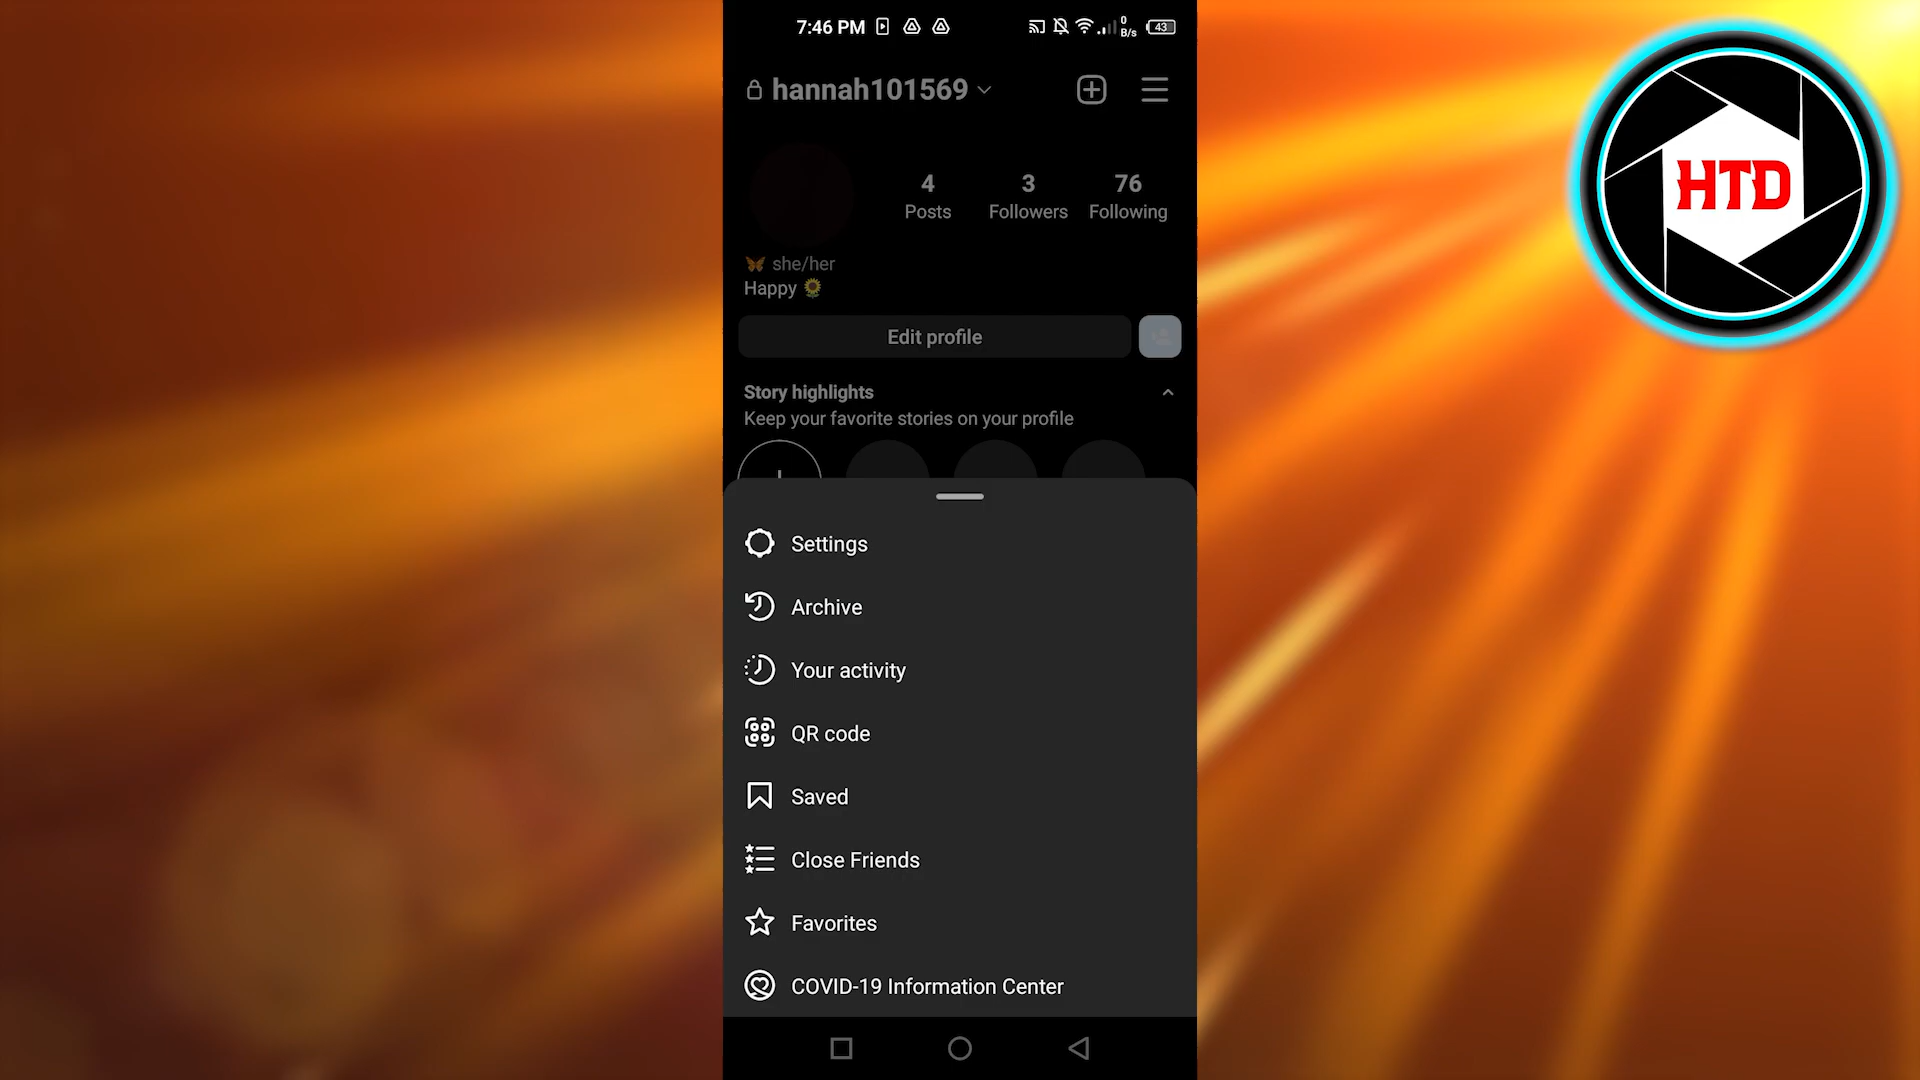 7:46 PM
0 B/s
43
hannah101569
4 3 76
Posts Followers Following
she/her
Happy
Edit profile
Story highlights
Keep your favorite stories on your profile
Settings
Archive
Your activity
QR code
Saved
Close Friends
Favorites
COVID-19 Information Center
HTD